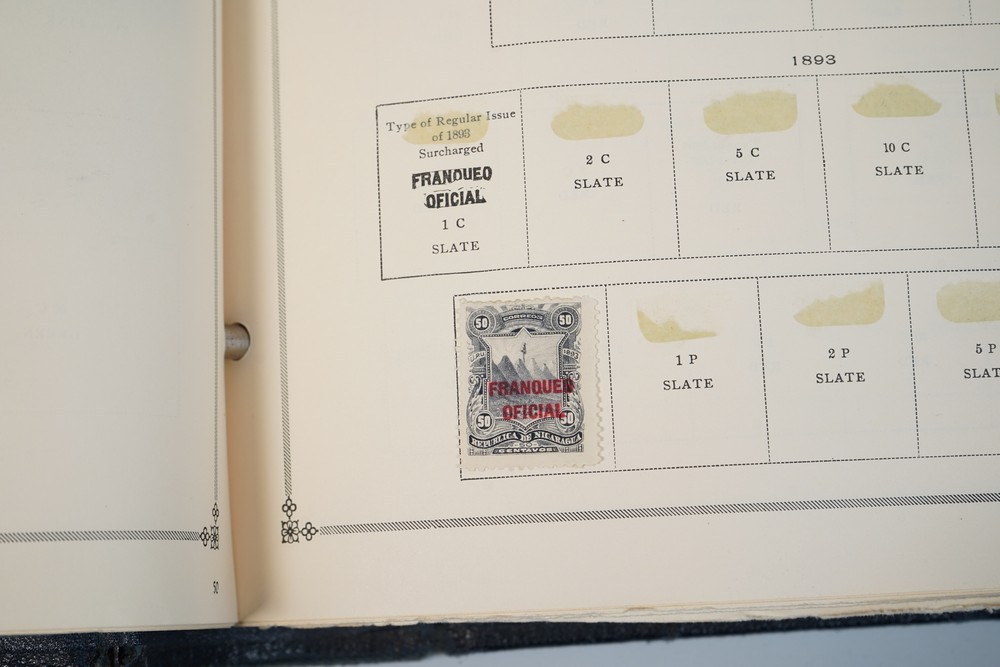 1893
Type of Regular Issue
of 1893
Surcharged
FRANQUEO
OFICIAL
1 C
SLATE
2 C
SLATE
5 C
SLATE
10 C
SLATE
50 CORREOS 50
1893
FRANQUEO
OFICIAL
50 50
REPUBLICA DE NICARAGUA
50
CENTAVOS
1 P
SLATE
2 P
SLATE
5 P
SLAT
50